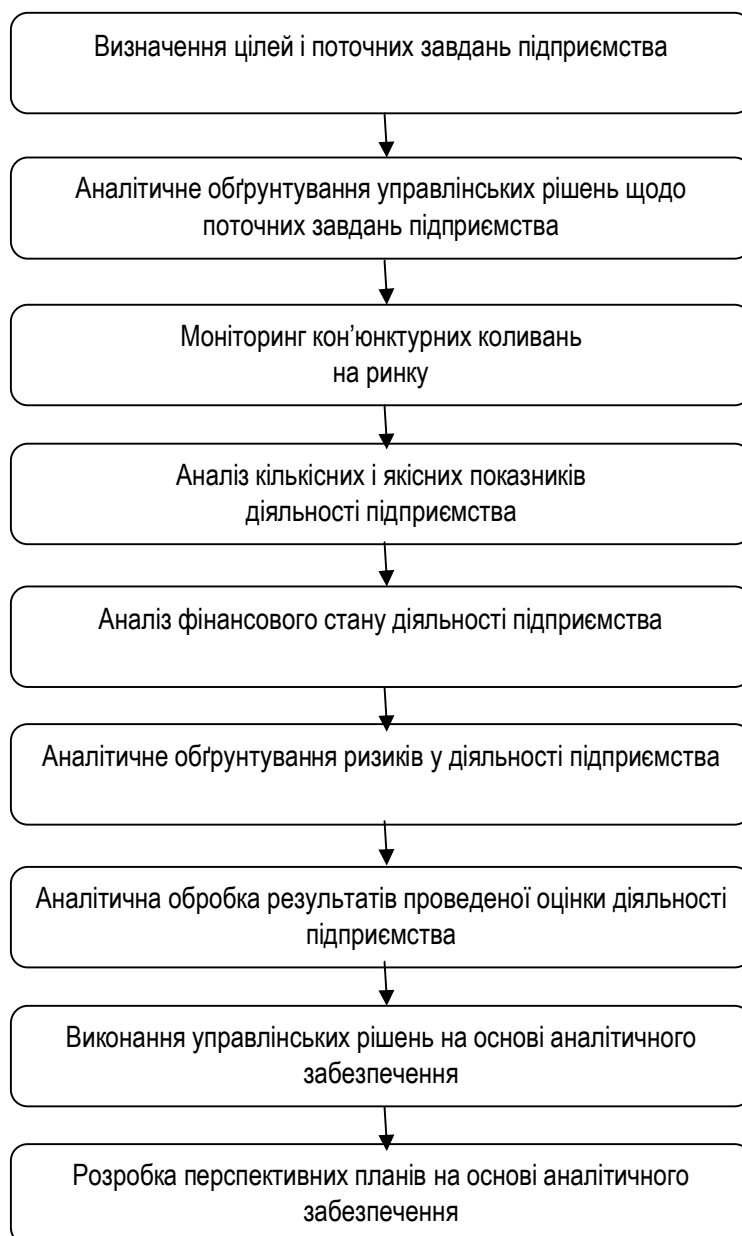 Визначення цілей і поточних завдань підприємства
Аналітичне обґрунтування управлінських рішень щодо
поточних завдань підприємства
Моніторинг кон’юнктурних коливань
на ринку
Аналіз кількісних і якісних показників
діяльності підприємства
Аналіз фінансового стану діяльності підприємства
Аналітичне обґрунтування ризиків у діяльності підприємства
Аналітична обробка результатів проведеної оцінки діяльності
підприємства
Виконання управлінських рішень на основі аналітичного
забезпечення
Розробка перспективних планів на основі аналітичного
забезпечення